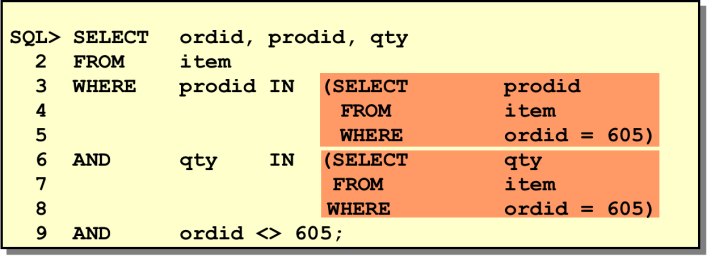 SQL> SELECT ordid, prodid, qty
2 FROM item
3 WHERE prodid IN (SELECT prodid
4 FROM item
5 WHERE ordid = 605)
6 AND qty IN (SELECT qty
7 FROM item
8 WHERE ordid = 605)
9 AND ordid <> 605;